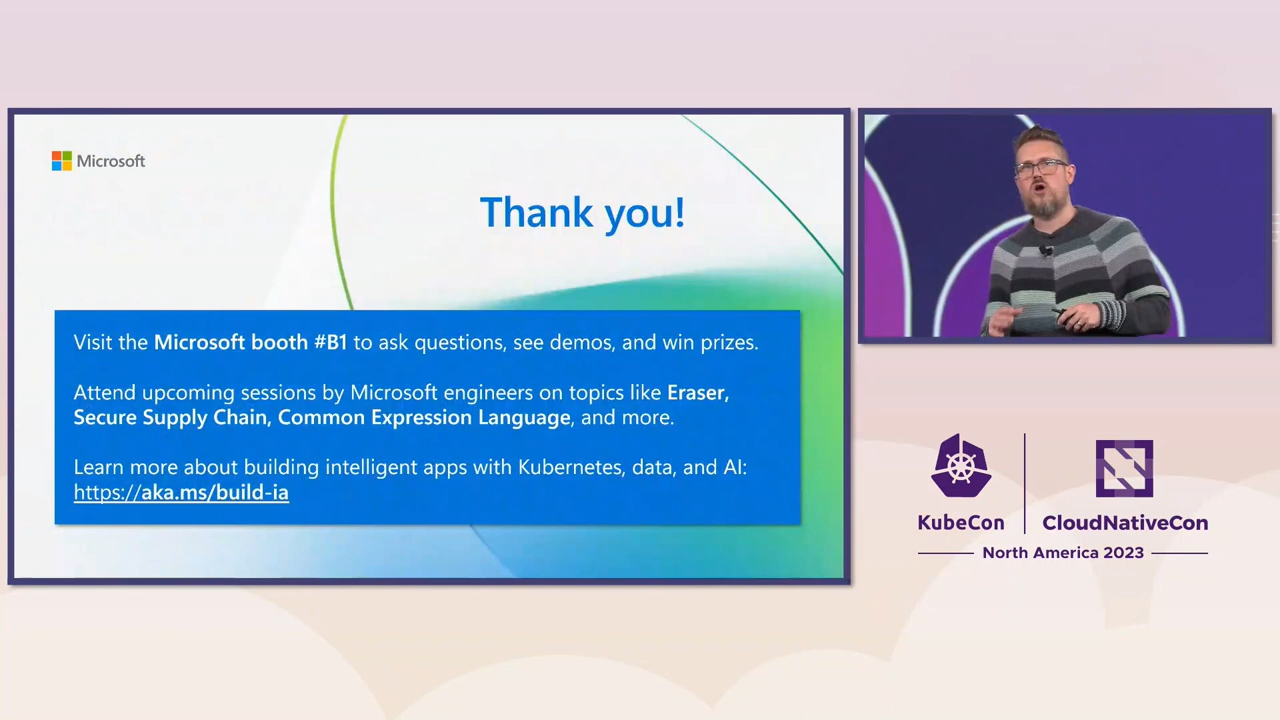 Microsoft
Thank you!
Visit the Microsoft booth #B1 to ask questions, see demos, and win prizes.
Attend upcoming sessions by Microsoft engineers on topics like Eraser,
Secure Supply Chain, Common Expression Language, and more.
Learn more about building intelligent apps with Kubernetes, data, and AI:
https://aka.ms/build-ia
KubeCon
CloudNativeCon
North America 2023